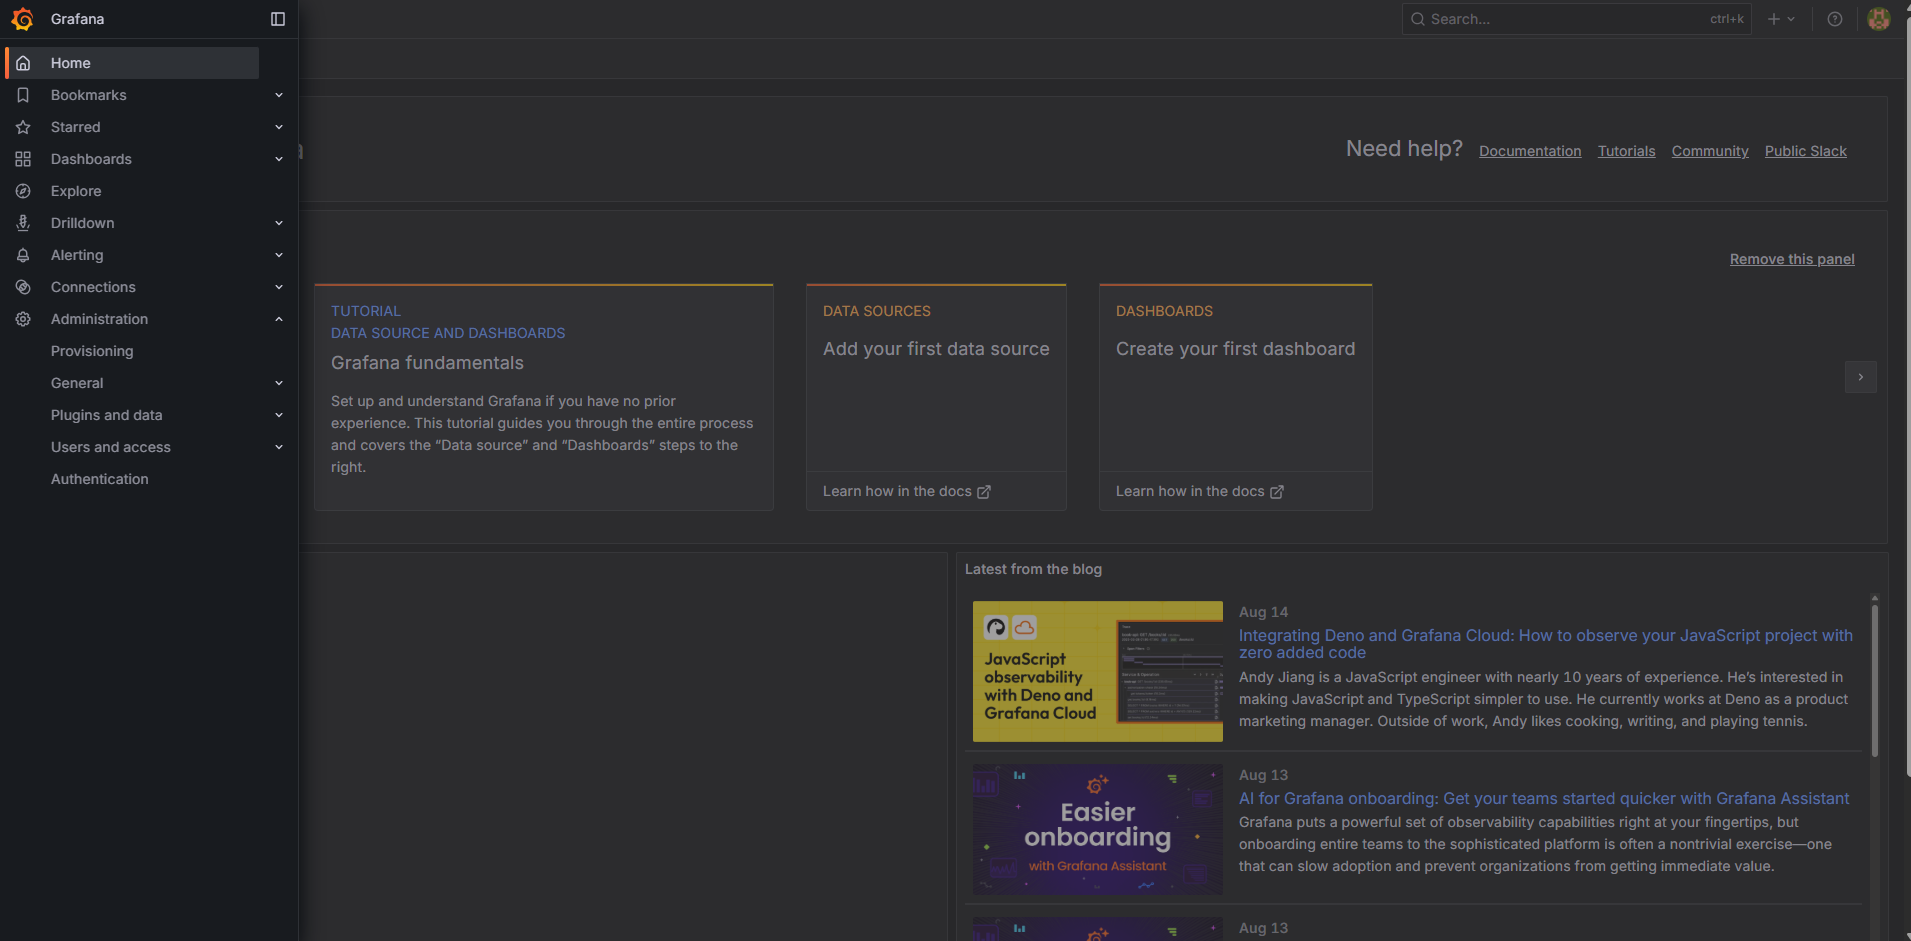 Grafana
Search...
ctrl+k
Home
Bookmarks
Starred
Dashboards
Explore
Drilldown
Alerting
Connections
Administration
Provisioning
General
Plugins and data
Users and access
Authentication
Need help?
Documentation
Tutorials
Community
Public Slack
Remove this panel
TUTORIAL
DATA SOURCE AND DASHBOARDS
Grafana fundamentals
Set up and understand Grafana if you have no prior
experience. This tutorial guides you through the entire process
and covers the “Data source” and “Dashboards” steps to the
right.
DATA SOURCES
Add your first data source
Learn how in the docs
DASHBOARDS
Create your first dashboard
Learn how in the docs
Latest from the blog
JavaScript
observability
with Deno and
Grafana Cloud
Aug 14
Integrating Deno and Grafana Cloud: How to observe your JavaScript project with
zero added code
Andy Jiang is a JavaScript engineer with nearly 10 years of experience. He’s interested in
making JavaScript and TypeScript simpler to use. He currently works at Deno as a product
marketing manager. Outside of work, Andy likes cooking, writing, and playing tennis.
Easier
onboarding
with Grafana Assistant
Aug 13
AI for Grafana onboarding: Get your teams started quicker with Grafana Assistant
Grafana puts a powerful set of observability capabilities right at your fingertips, but
onboarding entire teams to the sophisticated platform is often a nontrivial exercise—one
that can slow adoption and prevent organizations from getting immediate value.
Aug 13